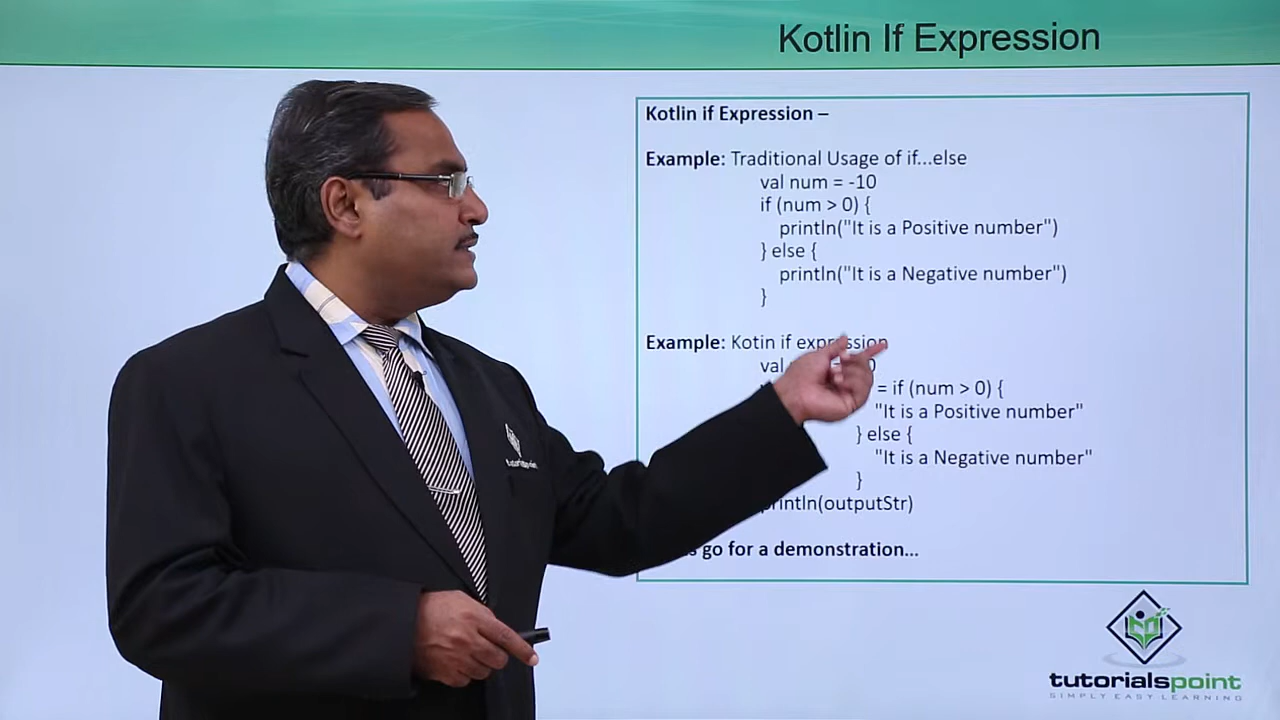 Kotlin If Expression
Kotlin if Expression –
Example: Traditional Usage of if...else
val num = -10
if (num > 0) {
println("It is a Positive number")
} else {
println("It is a Negative number")
}
Example: Kotin if expression
val
= if (num > 0) {
"It is a Positive number"
} else {
"It is a Negative number"
}
println(outputStr)
go for a demonstration...
tutorialspoint
tutorialspoint
SIMPLY EASY LEARNING